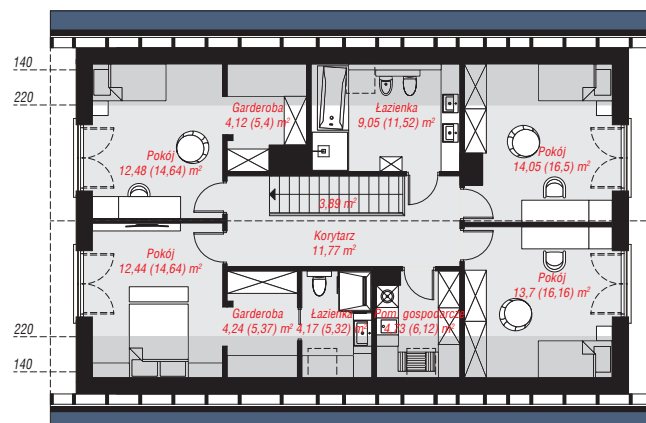 140
220
Garderoba
4,12 (5,4) m²
Łazienka
9,05 (11,52) m²
Pokój
12,48 (14,64) m²
Pokój
14,05 (16,5) m²
3,89 m²
Korytarz
11,77 m²
Pokój
12,44 (14,64) m²
Pokój
13,7 (16,16) m²
Garderoba
4,24 (5,37) m²
Łazienka
4,17 (5,32) m²
Pom. gospodarcze
4,73 (6,12) m²
220
140